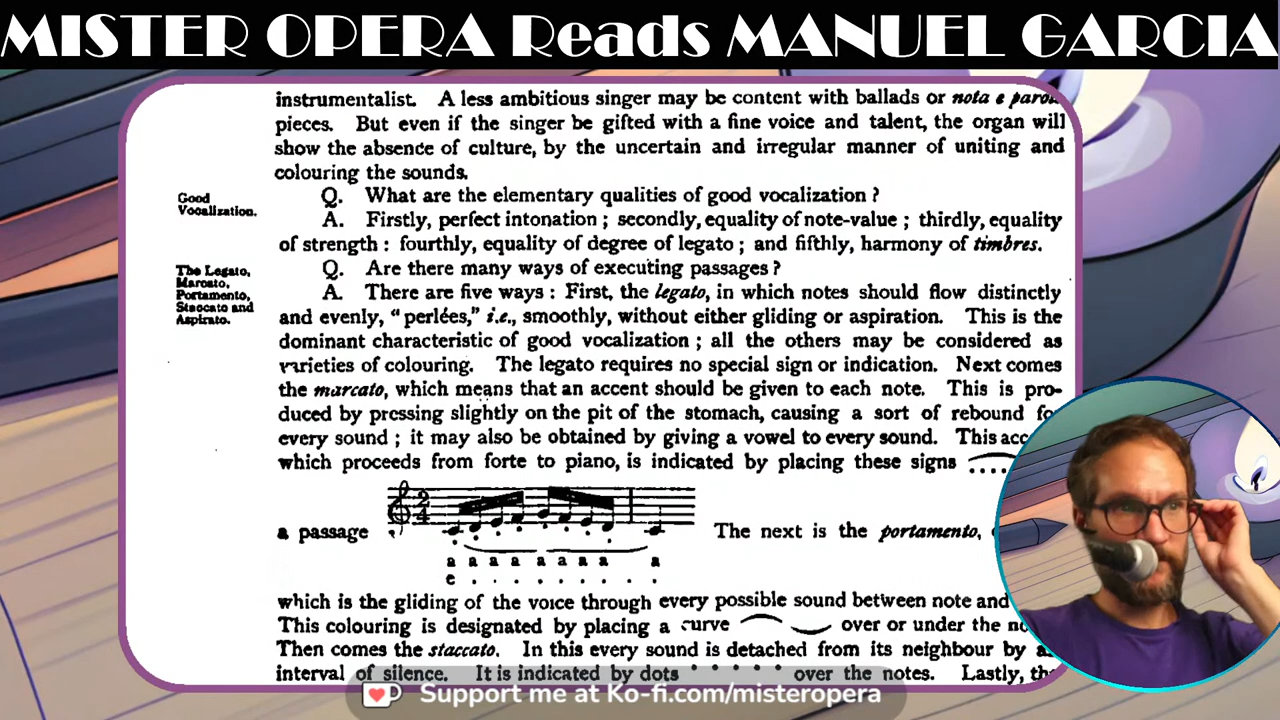 MISTER OPERA Reads MANUEL GARCIA
instrumentalist. A less ambitious singer may be content with ballads or nota e parola
pieces. But even if the singer be gifted with a fine voice and talent, the organ will
show the absence of culture, by the uncertain and irregular manner of uniting and
colouring the sounds.
Good
Vocalization.
Q. What are the elementary qualities of good vocalization ?
A. Firstly, perfect intonation ; secondly, equality of note-value ; thirdly, equality
of strength : fourthly, equality of degree of legato ; and fifthly, harmony of timbres.
The Legato,
Marcato,
Portamento,
Staccato and
Aspirato.
Q. Are there many ways of executing passages ?
A. There are five ways : First, the legato, in which notes should flow distinctly
and evenly, "perlées," i.e., smoothly, without either gliding or aspiration. This is the
dominant characteristic of good vocalization ; all the others may be considered as
varieties of colouring. The legato requires no special sign or indication. Next comes
the marcato, which means that an accent should be given to each note. This is pro-
duced by pressing slightly on the pit of the stomach, causing a sort of rebound for
every sound ; it may also be obtained by giving a vowel to every sound. This acc
which proceeds from forte to piano, is indicated by placing these signs ....
a passage
2
4
The next is the portamento,
a a a a a a a a
e . . . . . . . .
which is the gliding of the voice through every possible sound between note and
This colouring is designated by placing a curve over or under the no
Then comes the staccato. In this every sound is detached from its neighbour by a
interval of silence. It is indicated by dots • • • • • over the notes. Lastly, th
Support me at Ko-fi.com/misteropera